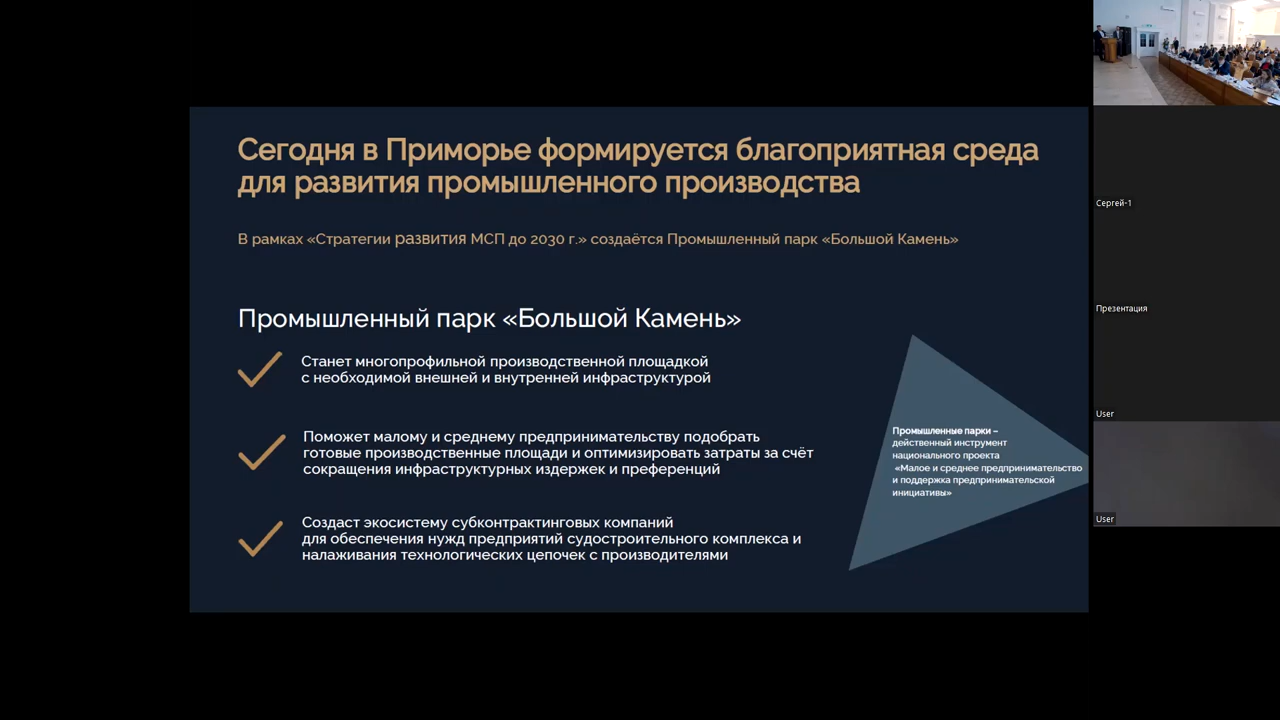 Сегодня в Приморье формируется благоприятная среда
для развития промышленного производства
В рамках «Стратегии развития МСП до 2030 г.» создаётся Промышленный парк «Большой Камень»
Промышленный парк «Большой Камень»
Станет многопрофильной производственной площадкой
с необходимой внешней и внутренней инфраструктурой
Поможет малому и среднему предпринимательству подобрать
готовые производственные площади и оптимизировать затраты за счёт
сокращения инфраструктурных издержек и преференций
Создаст экосистему субконтрактинговых компаний
для обеспечения нужд предприятий судостроительного комплекса и
налаживания технологических цепочек с производителями
Промышленные парки –
действенный инструмент
национального проекта
«Малое и среднее предпринимательство
и поддержка предпринимательской
инициативы»
Сергей-1
Презентация
User
User